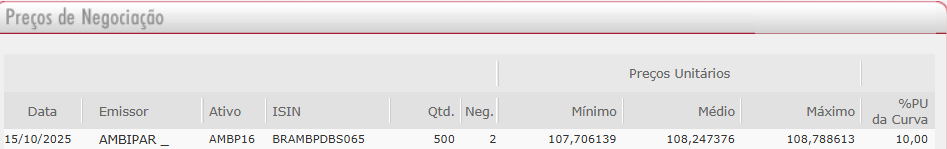 Preços de Negociação
Preços Unitários
Data Emissor Ativo ISIN Qtd. Neg. Mínimo Médio Máximo %PU da Curva
15/10/2025 AMBIPAR _ AMBP16 BRAMBPDBS065 500 2 107,706139 108,247376 108,788613 10,00